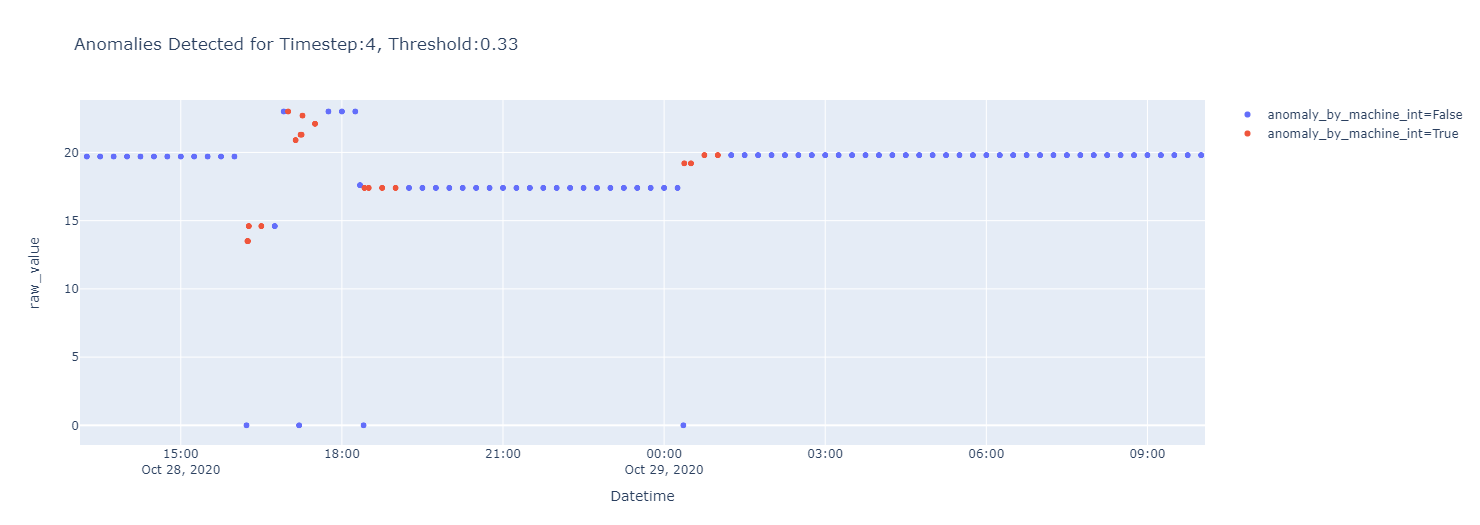 Anomalies Detected for Timestep:4, Threshold:0.33
anomaly_by_machine_int=False
anomaly_by_machine_int=True
raw_value
20
15
10
5
0
15:00
Oct 28, 2020
18:00
21:00
00:00
Oct 29, 2020
03:00
06:00
09:00
Datetime